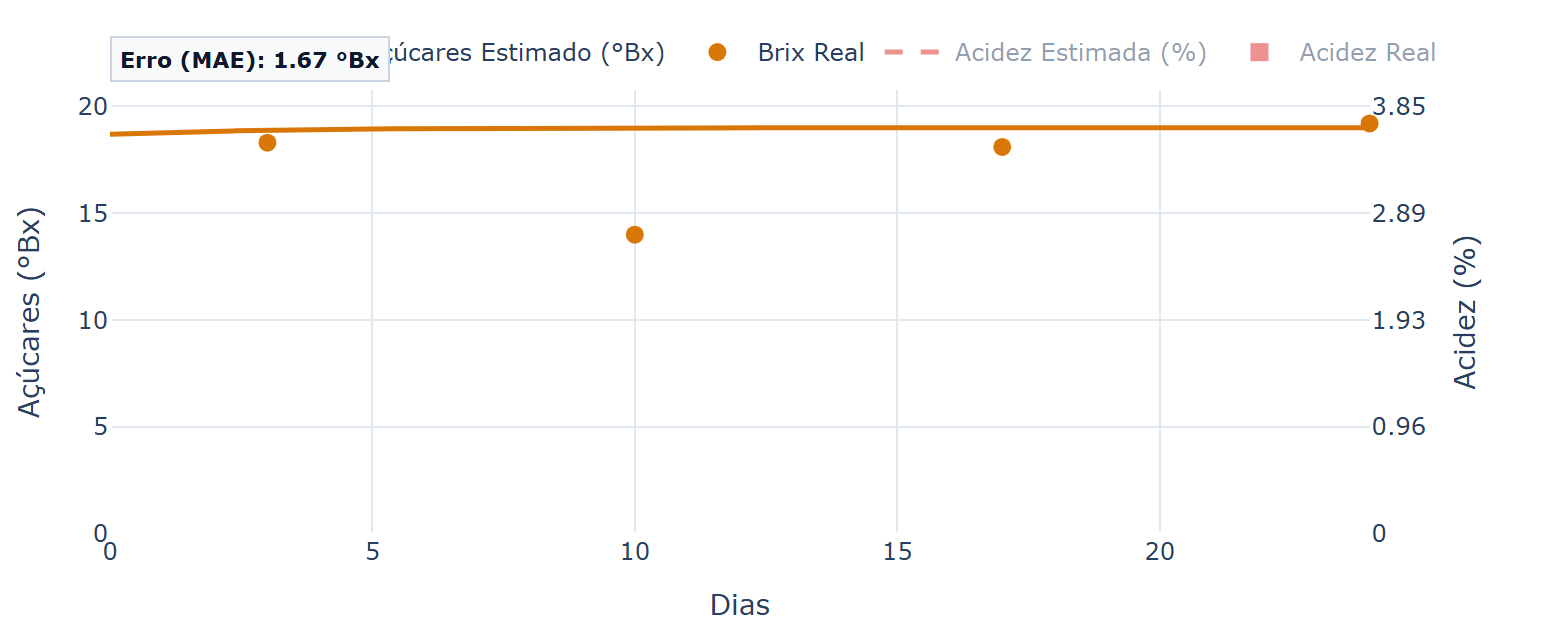 Erro (MAE): 1.67 °Bx
çúcares Estimado (°Bx)
Brix Real
Acidez Estimada (%)
Acidez Real
20
15
10
5
0
Açúcares (°Bx)
3.85
2.89
1.93
0.96
0
Acidez (%)
0
5
10
15
20
Dias